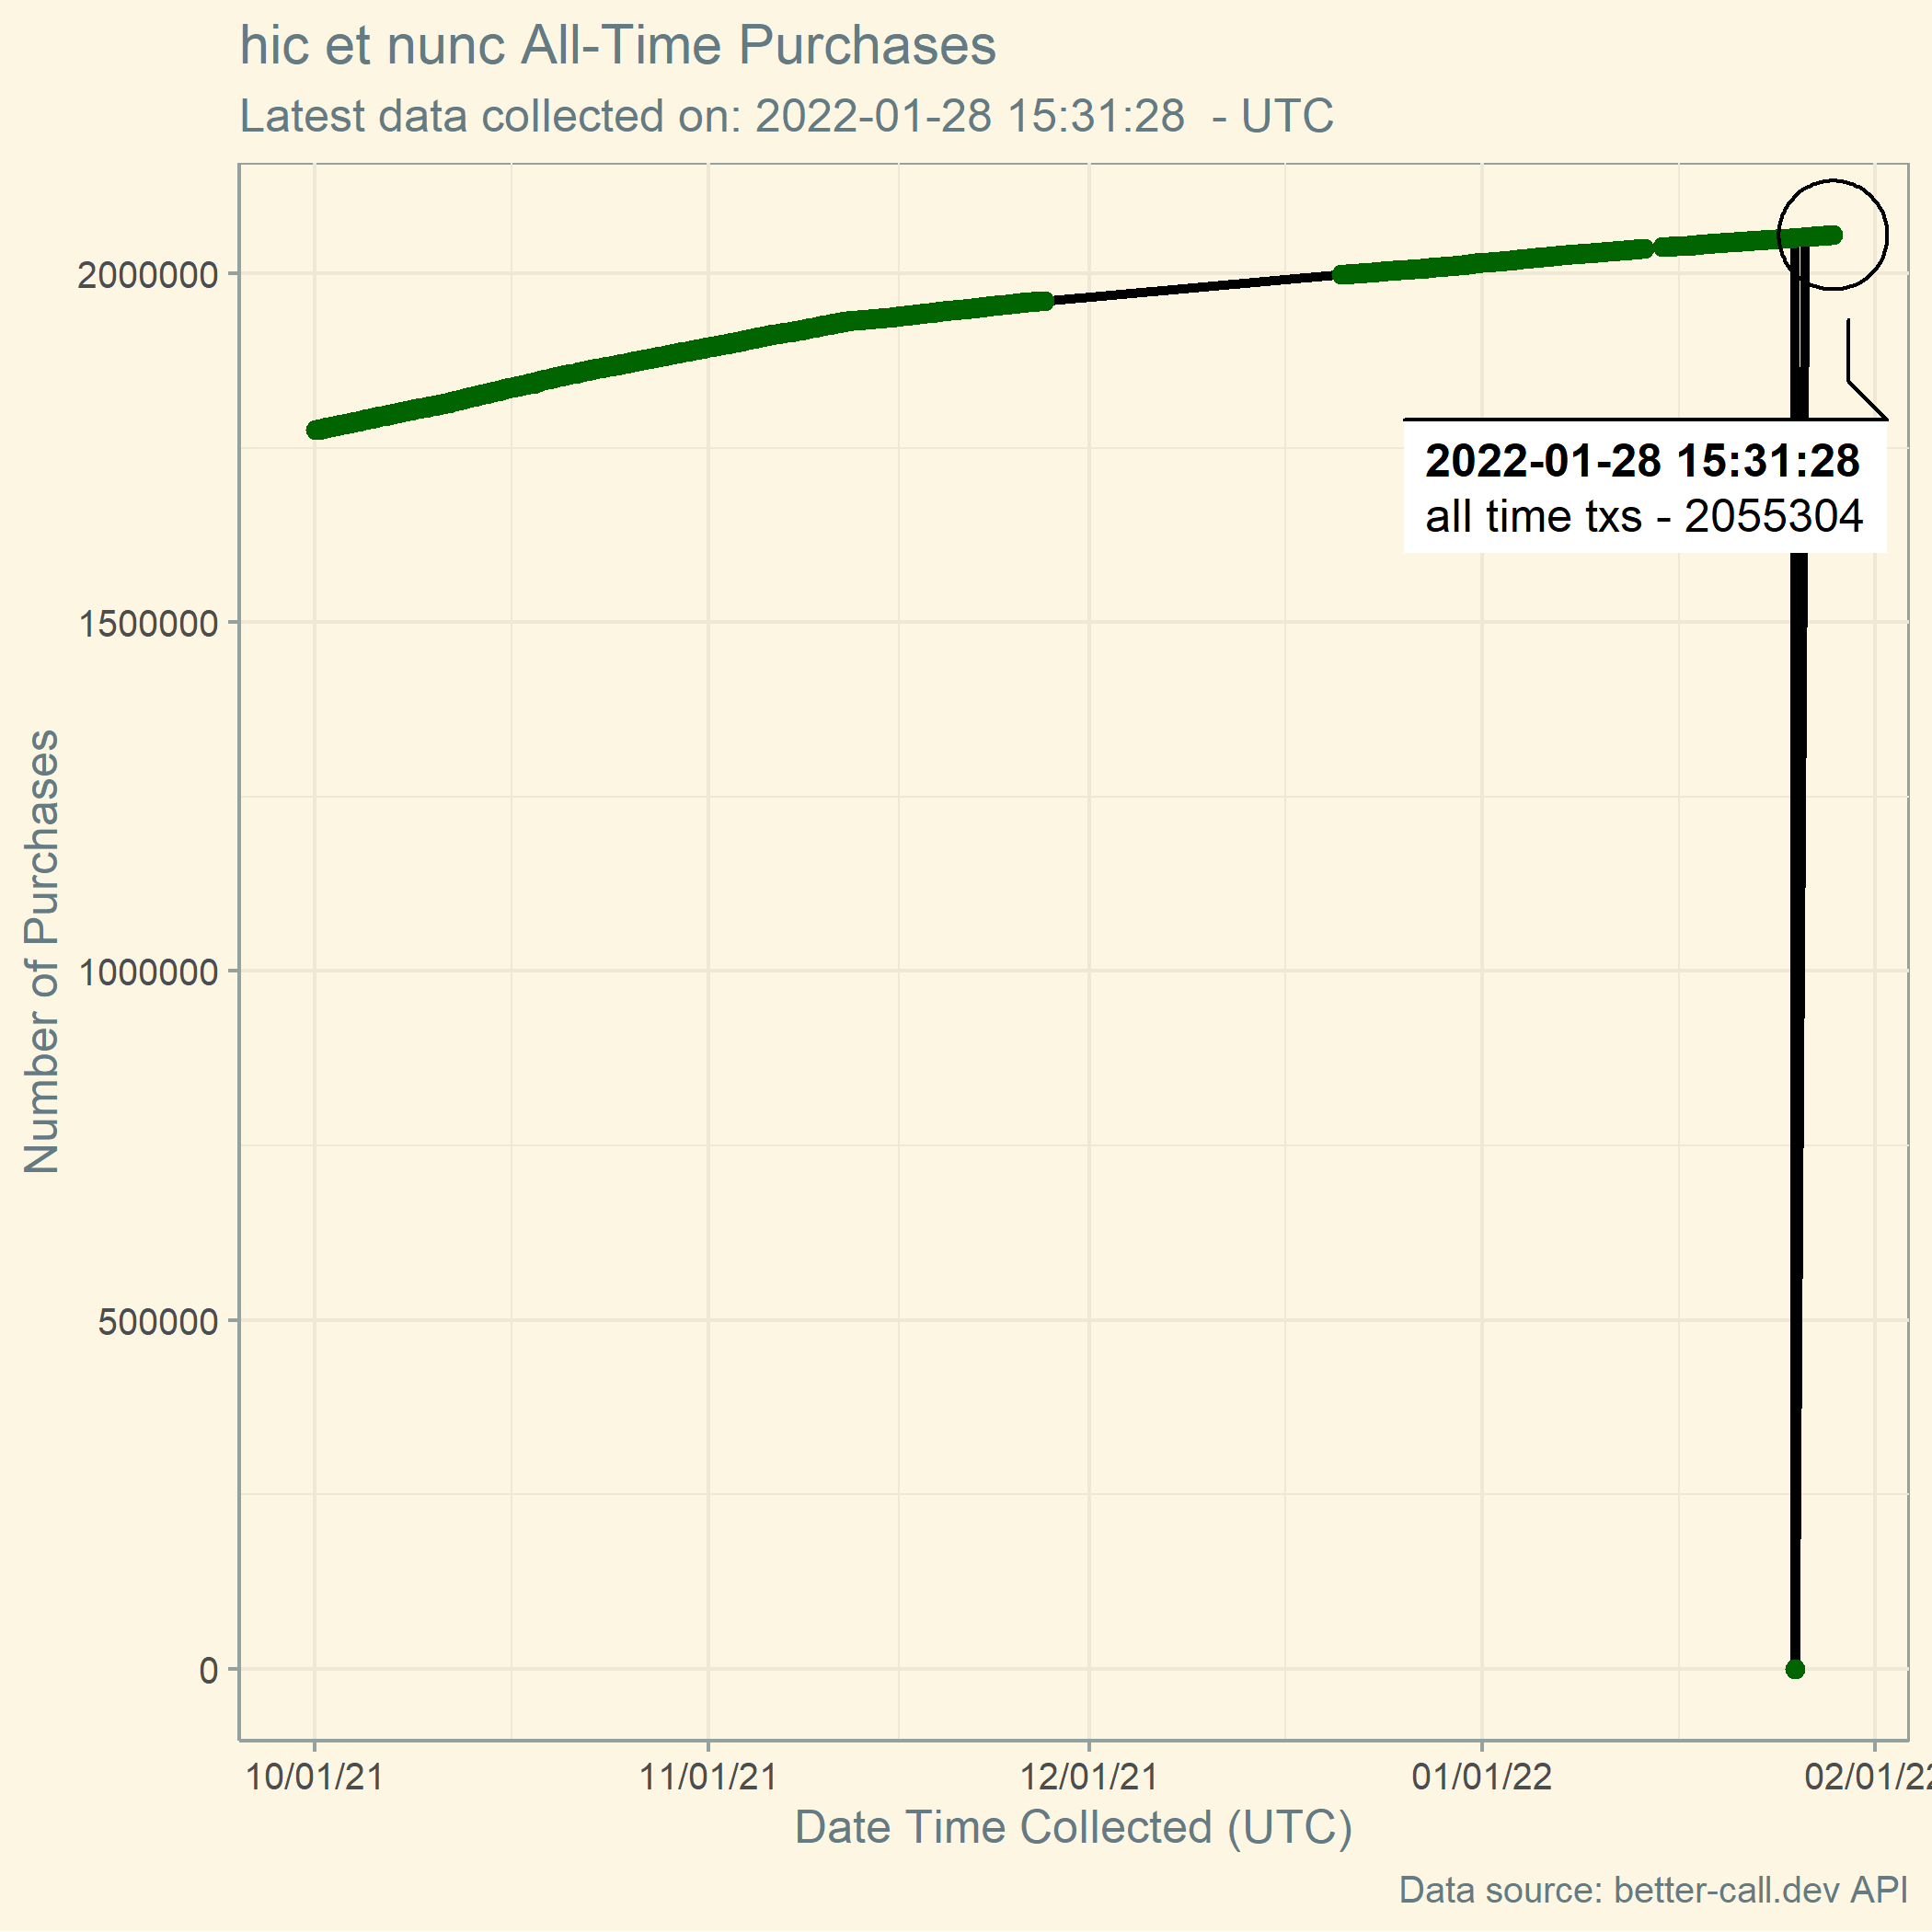 hic et nunc All-Time Purchases
Latest data collected on: 2022-01-28 15:31:28  - UTC
2000000
1500000
1000000
500000
0
Number of Purchases
2022-01-28 15:31:28
all time txs - 2055304
10/01/21
11/01/21
12/01/21
01/01/22
02/01/22
Date Time Collected (UTC)
Data source: better-call.dev API